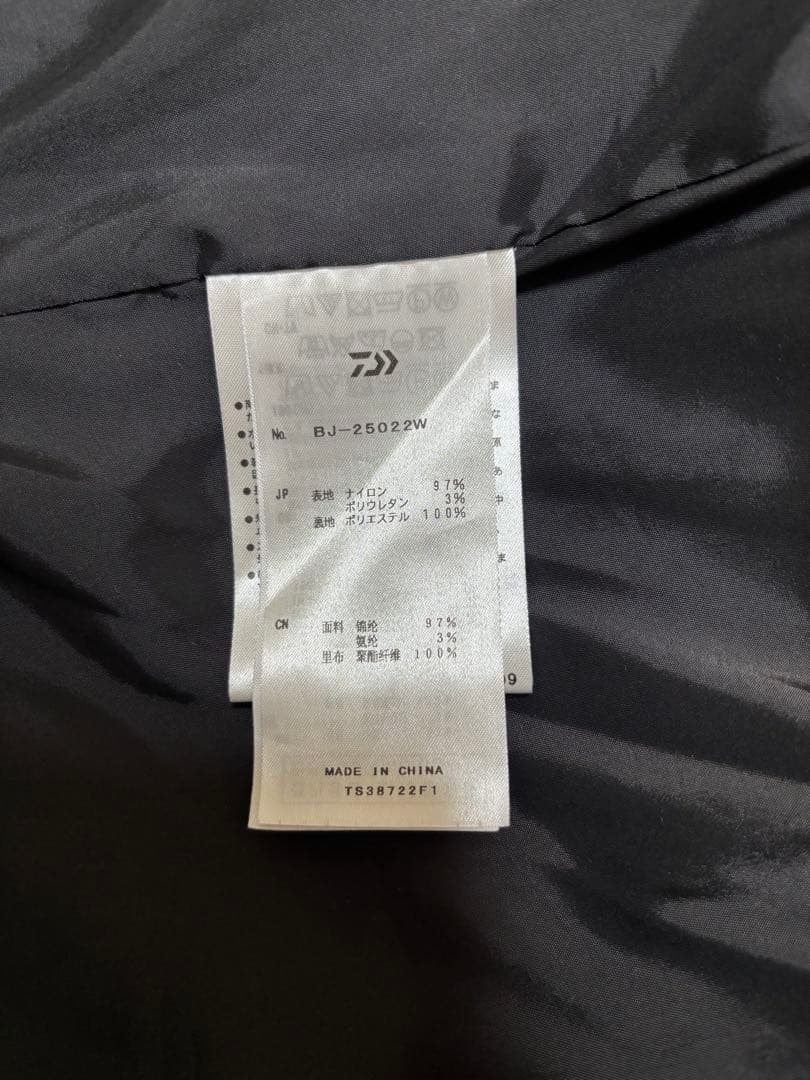 No. BJ-25022W
JP 表地 ナイロン 97%
ポリウレタン 3%
裏地 ポリエステル 100%
CN 面料 锦纶 97%
氨纶 3%
里布 聚酯纤维 100%
MADE IN CHINA
TS38722F1